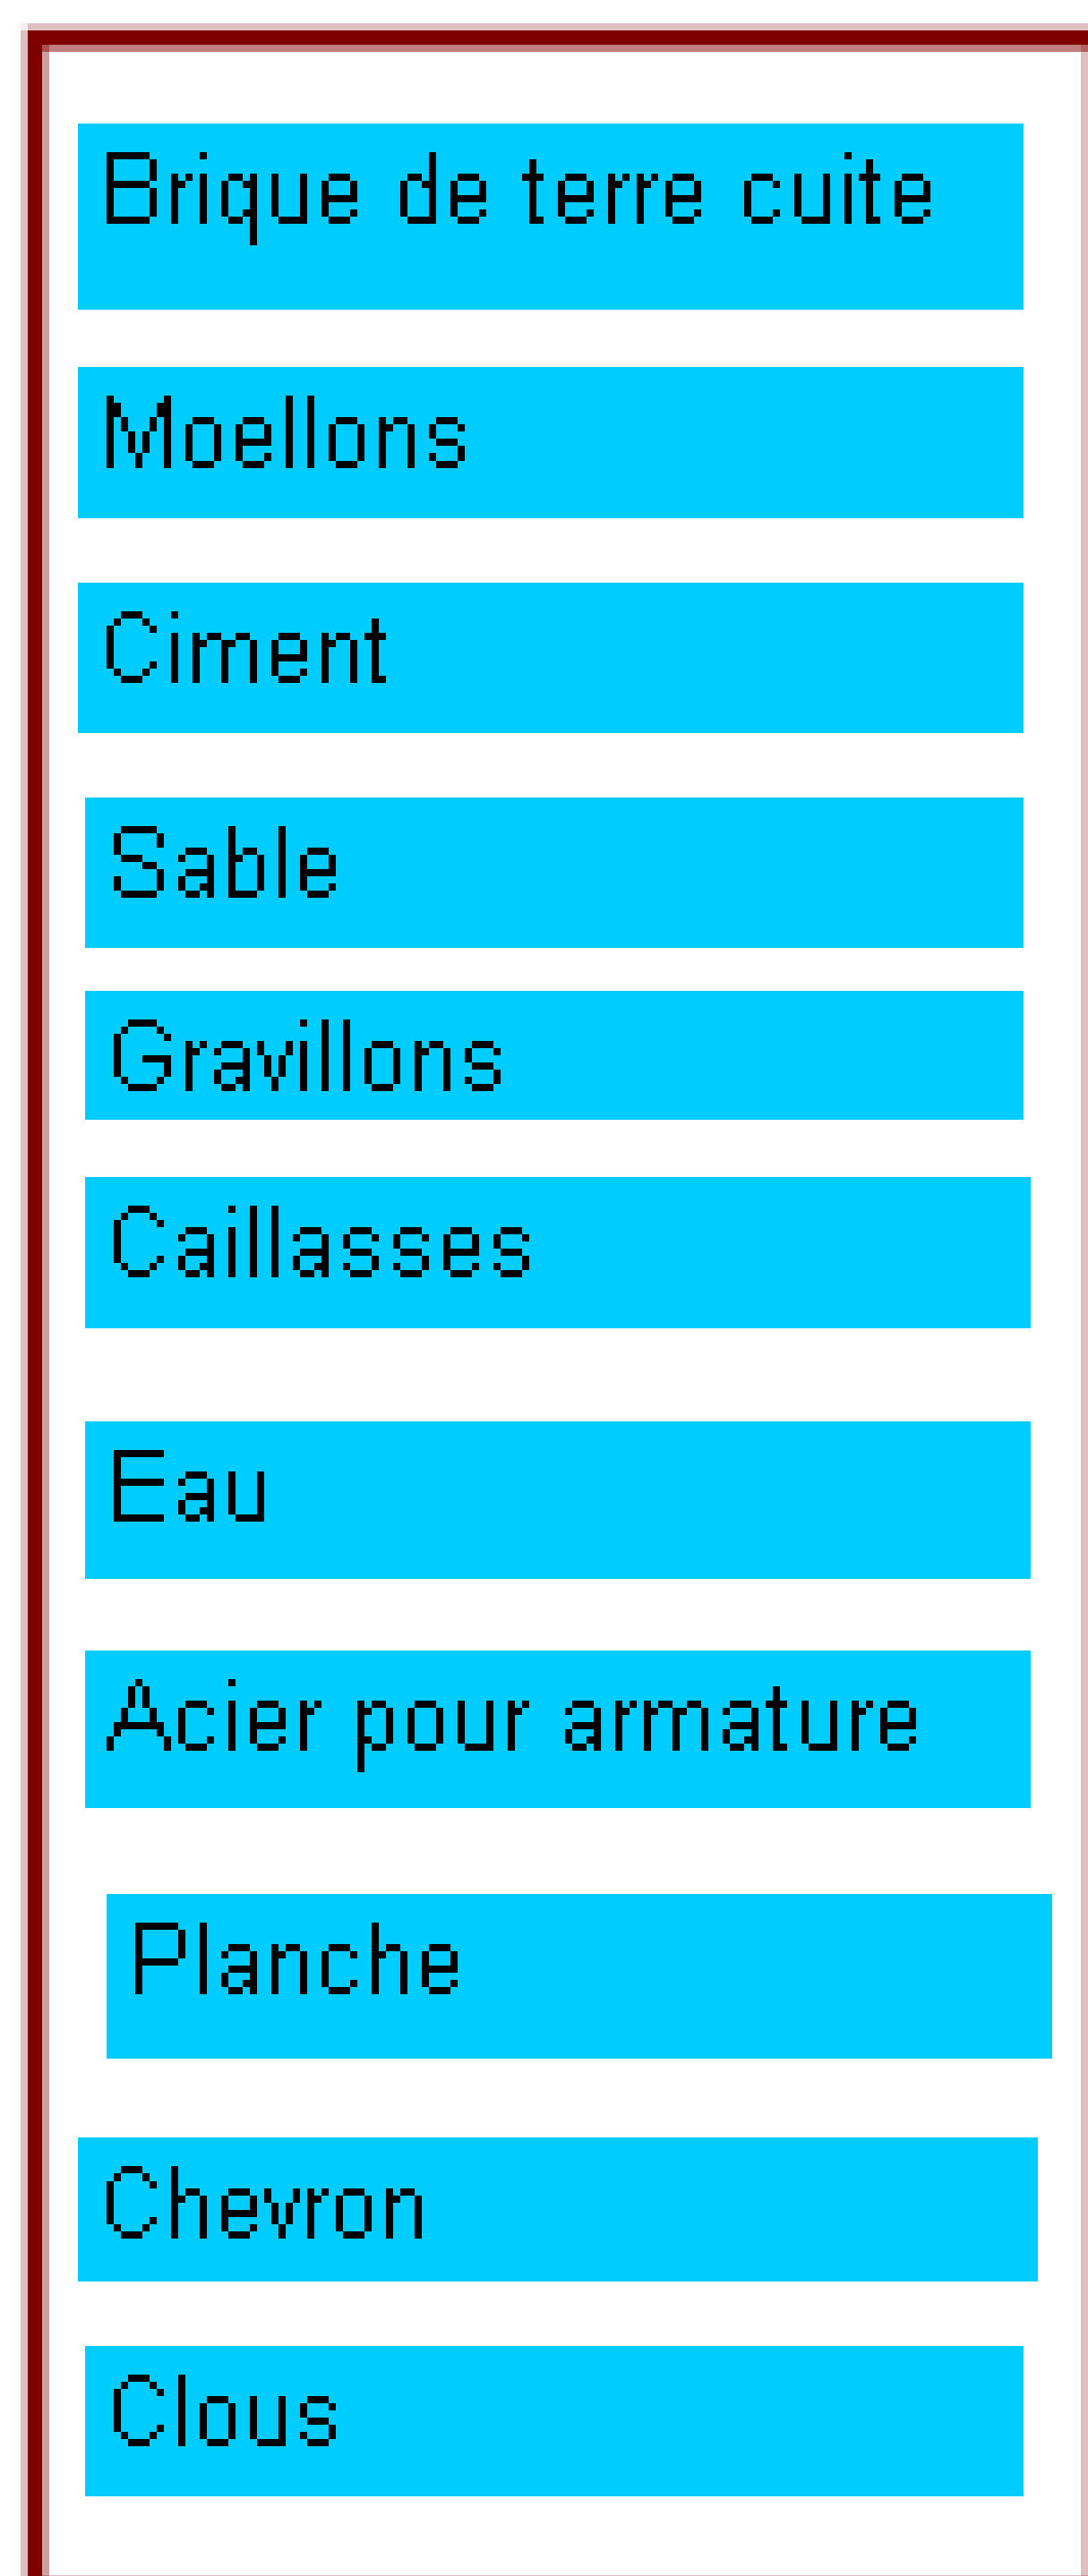 Brique de terre cuite
Moellons
Ciment
Sable
Gravillons
Caillasses
Eau
Acier pour armature
Planche
Chevron
Clous